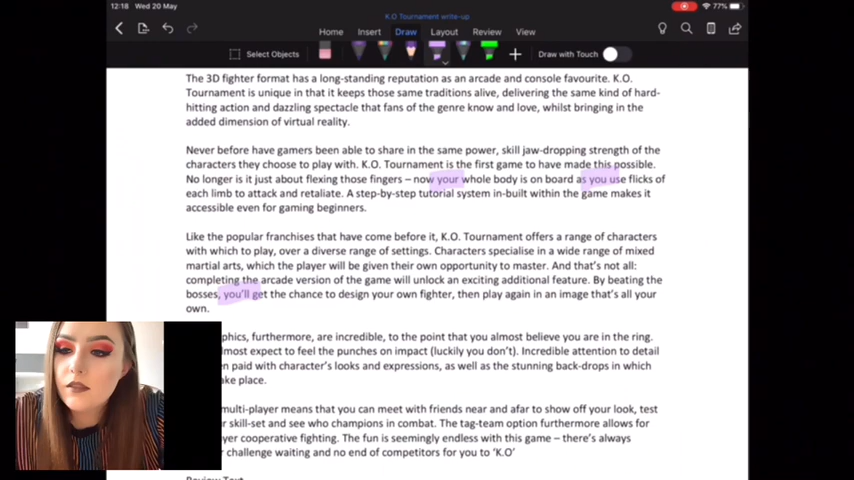 12:18 Wed 20 May
77%
K.O Tournament write-up
Home Insert Draw Layout Review View
Select Objects
Draw with Touch
The 3D fighter format has a long-standing reputation as an arcade and console favourite. K.O.
Tournament is unique in that it keeps those same traditions alive, delivering the same kind of hard-
hitting action and dazzling spectacle that fans of the genre know and love, whilst bringing in the
added dimension of virtual reality.
Never before have gamers been able to share in the same power, skill jaw-dropping strength of the
characters they choose to play with. K.O. Tournament is the first game to have made this possible.
No longer is it just about flexing those fingers – now your whole body is on board as you use flicks of
each limb to attack and retaliate. A step-by-step tutorial system in-built within the game makes it
accessible even for gaming beginners.
Like the popular franchises that have come before it, K.O. Tournament offers a range of characters
with which to play, over a diverse range of settings. Characters specialise in a wide range of mixed
martial arts, which the player will be given their own opportunity to master. And that's not all:
completing the arcade version of the game will unlock an exciting additional feature. By beating the
bosses, you'll get the chance to design your own fighter, then play again in an image that's all your
own.
phics, furthermore, are incredible, to the point that you almost believe you are in the ring.
lmost expect to feel the punches on impact (luckily you don't). Incredible attention to detail
n paid with character's looks and expressions, as well as the stunning back-drops in which
ake place.
multi-player means that you can meet with friends near and afar to show off your look, test
r skill-set and see who champions in combat. The tag-team option furthermore allows for
yer cooperative fighting. The fun is seemingly endless with this game – there's always
challenge waiting and no end of competitors for you to 'K.O'